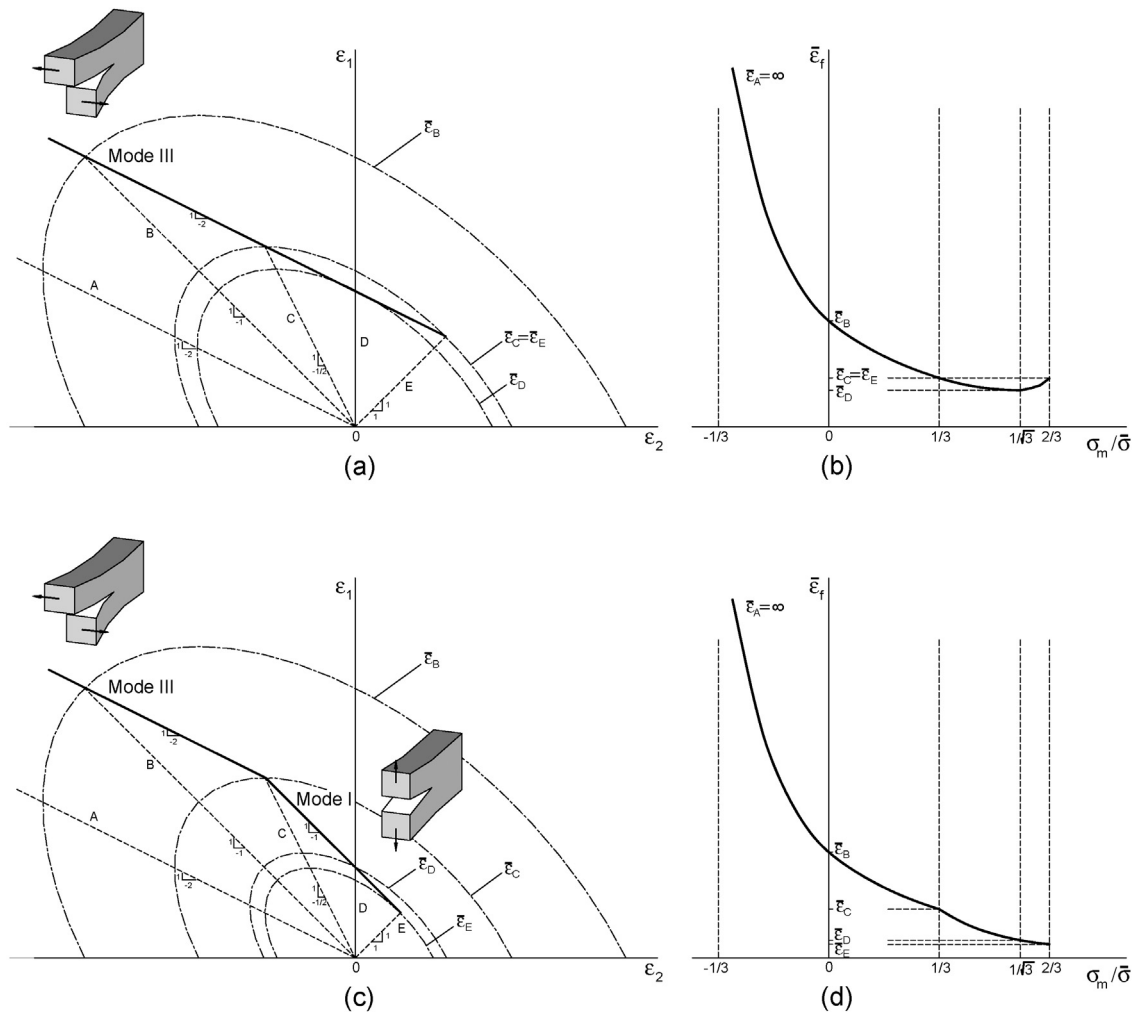 ε1
ε̄B
Mode III
1
-2
B
A
1
-1
C
D
1
-2
1
-1/2
E
1
1
ε̄C=ε̄E
ε̄D
0
ε2
(a)
ε̄f
ε̄A=∞
ε̄B
ε̄C=ε̄E
ε̄D
-1/3
0
1/3
1/√3
2/3
σm/σ̄
(b)
ε1
ε̄B
Mode III
1
-2
B
Mode I
A
1
-1
C
1
-1
ε̄D
ε̄C
1
-2
1
-1/2
D
E
1
1
ε̄E
0
ε2
(c)
ε̄f
ε̄A=∞
ε̄B
ε̄C
ε̄D
ε̄E
-1/3
0
1/3
1/√3
2/3
σm/σ̄
(d)